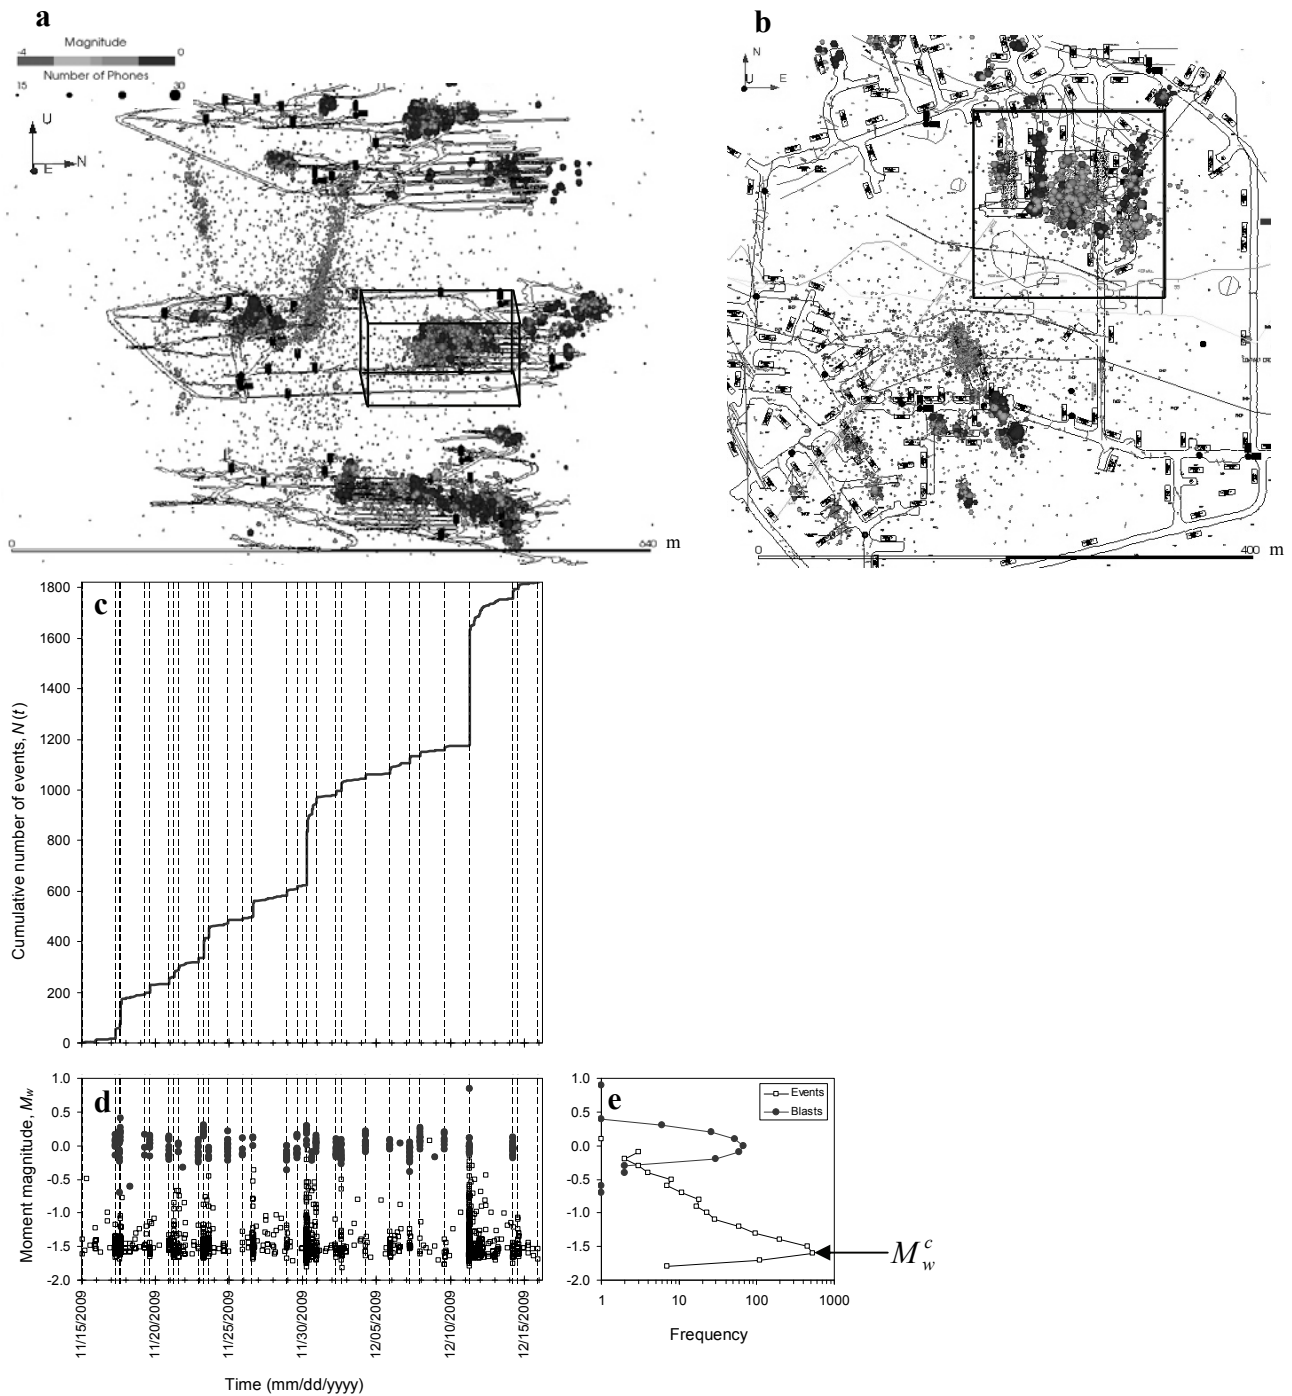 a
Magnitude
-4 0
Number of Phones
15 30
U
N
E
0
m
b
N
U E
0 400 m
c
Cumulative number of events, N(t)
1800
1600
1400
1200
1000
800
600
400
200
0
d
Moment magnitude, Mw
1.0
0.5
0.0
-0.5
-1.0
-1.5
-2.0
11/15/2009
11/20/2009
11/25/2009
11/30/2009
12/05/2009
12/10/2009
12/15/2009
Time (mm/dd/yyyy)
e
Events
Blasts
1.0
0.5
0.0
-0.5
-1.0
-1.5
-2.0
M_w^c
1 10 100 1000
Frequency